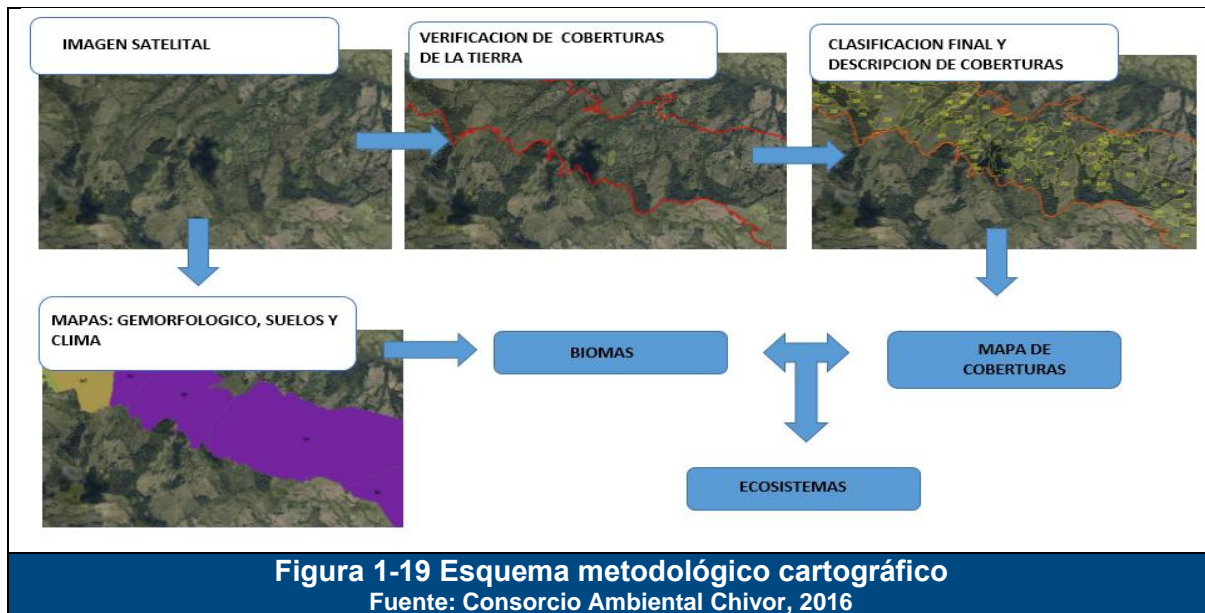 IMAGEN SATELITAL
VERIFICACION DE COBERTURAS
DE LA TIERRA
CLASIFICACION FINAL Y
DESCRIPCION DE COBERTURAS
MAPAS: GEMORFOLOGICO, SUELOS Y
CLIMA
BIOMAS
MAPA DE
COBERTURAS
ECOSISTEMAS
Figura 1-19 Esquema metodológico cartográfico
Fuente: Consorcio Ambiental Chivor, 2016